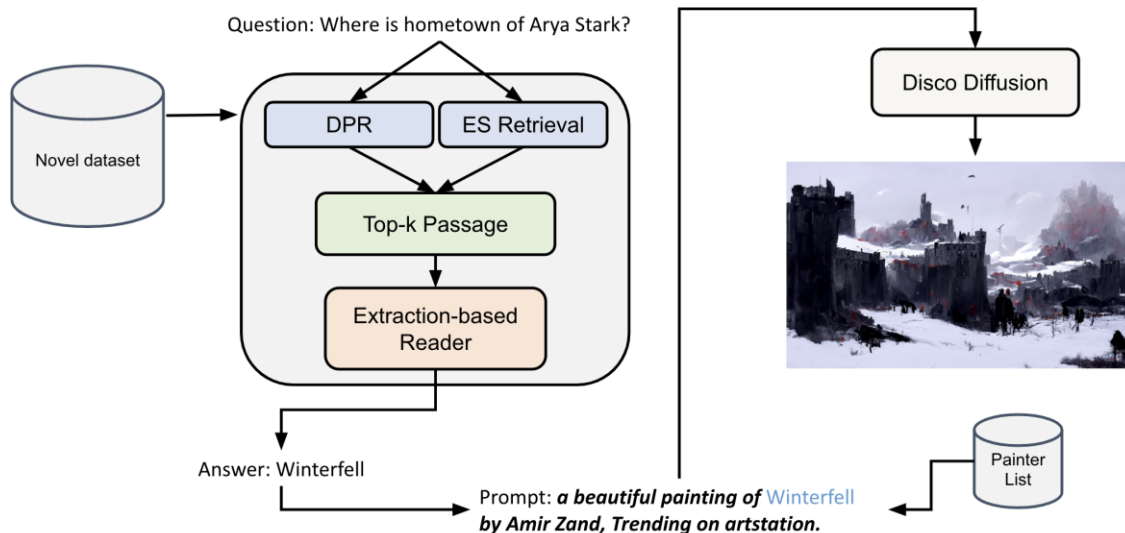 Question: Where is hometown of Arya Stark?
Novel dataset
DPR
ES Retrieval
Top-k Passage
Extraction-based
Reader
Answer: Winterfell
Disco Diffusion
Painter
List
Prompt: a beautiful painting of Winterfell
by Amir Zand, Trending on artstation.